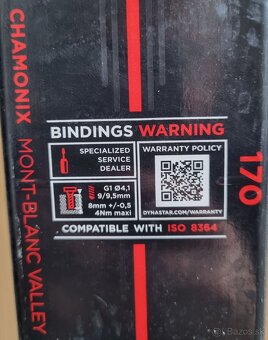 CHAMONIX MONT-BLANC VALLEY
BINDINGS WARNING
SPECIALIZED
SERVICE
DEALER
WARRANTY POLICY
DYNASTAR.COM/WARRANTY
G1 Ø4,1
9/9,5mm
8mm +/-0,5
4Nm maxi
COMPATIBLE WITH ISO 8364
170
Bazos.sk